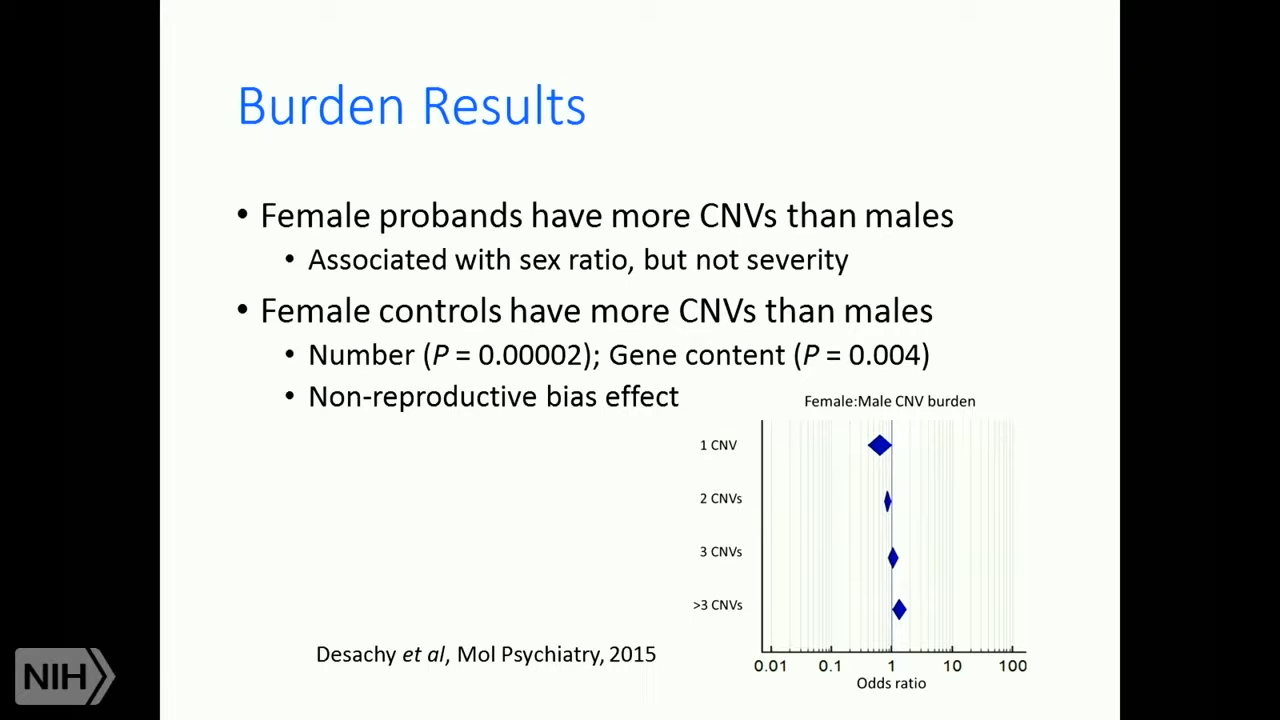 Burden Results
• Female probands have more CNVs than males
• Associated with sex ratio, but not severity
• Female controls have more CNVs than males
• Number (P = 0.00002); Gene content (P = 0.004)
• Non-reproductive bias effect
Female:Male CNV burden
1 CNV
2 CNVs
3 CNVs
>3 CNVs
0.01 0.1 1 10 100
Odds ratio
Desachy et al, Mol Psychiatry, 2015
NIH